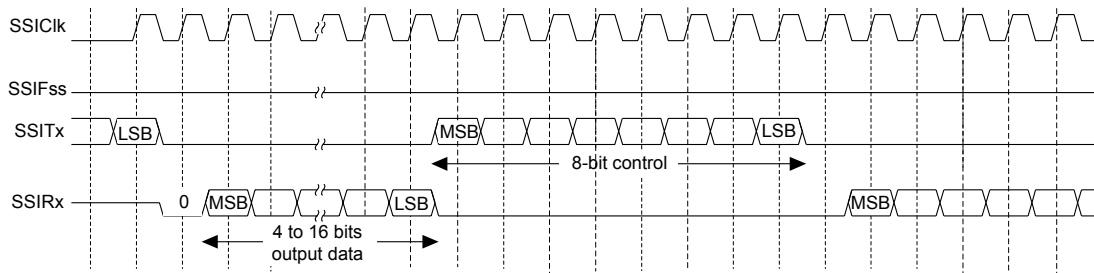 SSIClk
SSIFss
SSITx
LSB
MSB
LSB
8-bit control
SSIRx
0
MSB
LSB
MSB
4 to 16 bits
output data